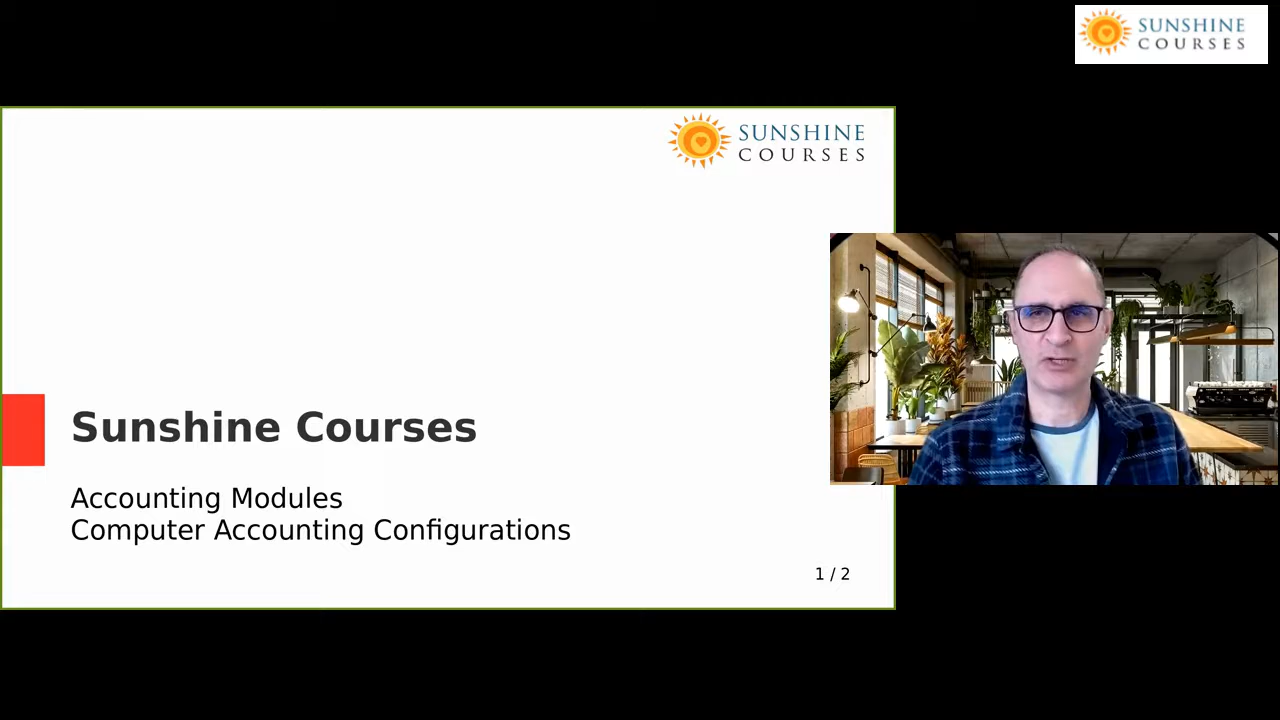 SUNSHINE
COURSES
SUNSHINE
COURSES
Sunshine Courses
Accounting Modules
Computer Accounting Configurations
1 / 2